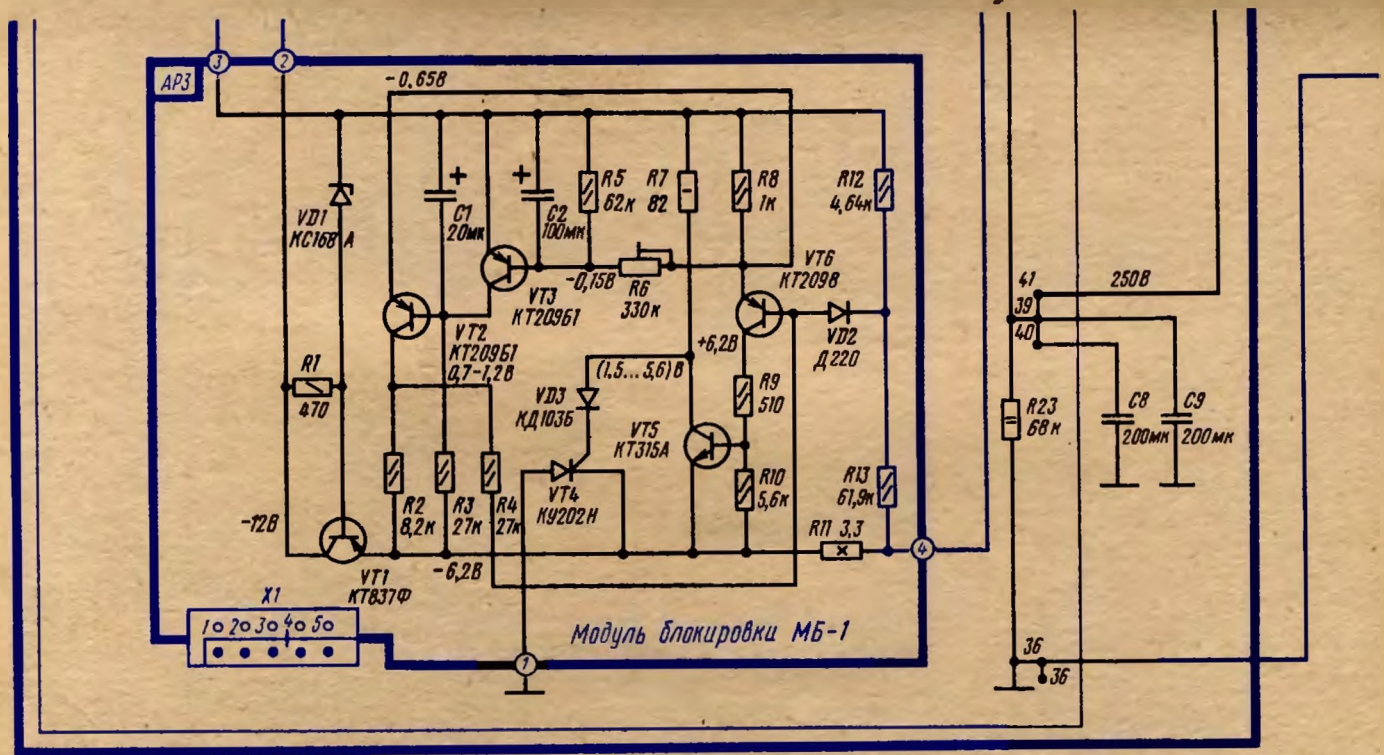 АР3
3
2
-0,65В
VD1
КС168А
C1
20мк
C2
100мк
R5
62к
R7
82
R8
1к
R12
4,64к
VT3
КТ209Б1
-0,15В
R6
330к
VT6
КТ209В
VT2
КТ209Б1
0,7-1,2В
+6,2В
(1,5...5,6)В
VD2
Д220
R1
470
VD3
КД103Б
R9
510
VT5
КТ315А
R2
8,2к
R3
27к
R4
27к
VT4
КУ202Н
R10
5,6к
R13
61,9к
R11 3,3
4
-12В
-6,2В
VT1
КТ837Ф
X1
1 2 3 4 5
Модуль блокировки МБ-1
1
41
250В
39
40
R23
68к
C8
200мк
C9
200мк
36
36